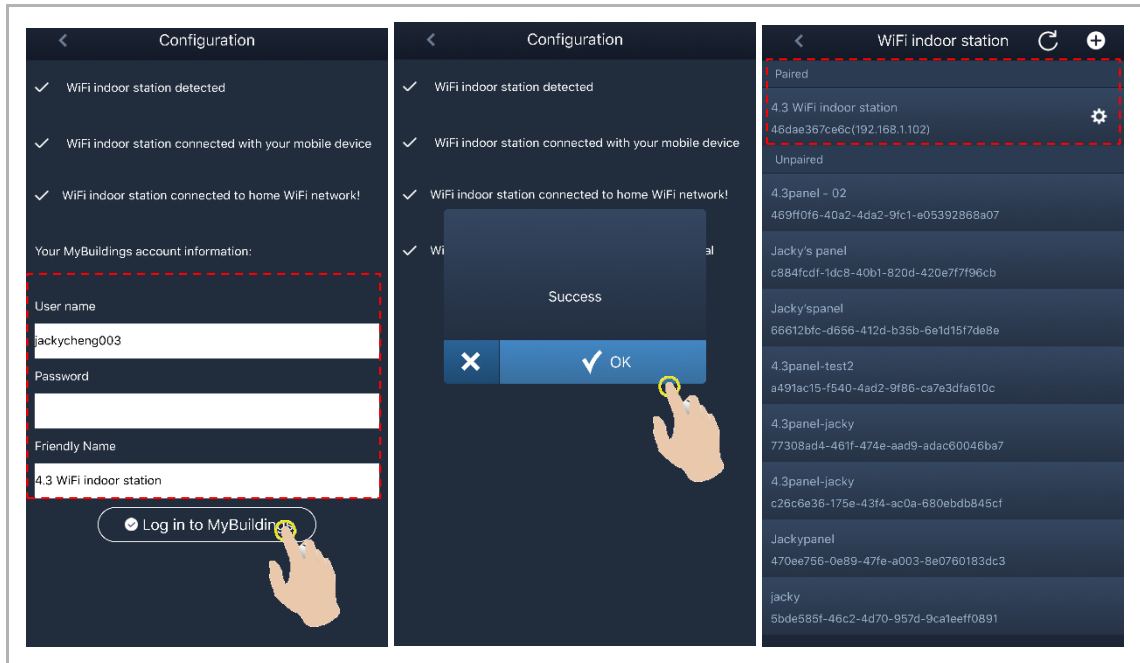 Configuration
WiFi indoor station detected
WiFi indoor station connected with your mobile device
WiFi indoor station connected to home WiFi network!
Your MyBuildings account information:
User name
jackycheng003
Password
Friendly Name
4.3 WiFi indoor station
Log in to MyBuildings
Configuration
WiFi indoor station detected
WiFi indoor station connected with your mobile device
WiFi indoor station connected to home WiFi network!
Wi
al
Success
OK
WiFi indoor station
Paired
4.3 WiFi indoor station
46dae367ce6c(192.168.1.102)
Unpaired
4.3panel - 02
469ff0f6-40a2-4da2-9fc1-e05392868a07
Jacky's panel
c884fcdf-1dc8-40b1-820d-420e7f7f96cb
Jacky'spanel
66612bfc-d656-412d-b35b-6e1d15f7de8e
4.3panel-test2
a491ac15-f540-4ad2-9f86-ca7e3dfa610c
4.3panel-jacky
77308ad4-461f-474e-aad9-adac60046ba7
4.3panel-jacky
c26c6e36-175e-43f4-ac0a-680ebdb845cf
Jackypanel
470ee756-0e89-47fe-a003-8e0760183dc3
jacky
5bde585f-46c2-4d70-957d-9ca1eeff0891